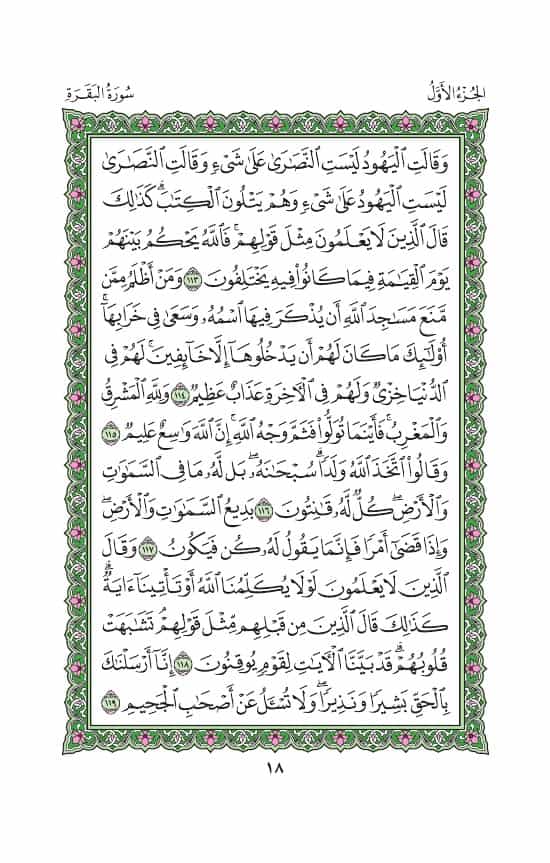 الجُزْءُ الأَوَّلُ
سُورَةُ البَقَرَةِ
وَقَالَتِ ٱلْيَهُودُ لَيْسَتِ ٱلنَّصَـٰرَىٰ عَلَىٰ شَىْءٍ وَقَالَتِ ٱلنَّصَـٰرَىٰ
لَيْسَتِ ٱلْيَهُودُ عَلَىٰ شَىْءٍ وَهُمْ يَتْلُونَ ٱلْكِتَـٰبَ ۗ كَذَٰلِكَ
قَالَ ٱلَّذِينَ لَا يَعْلَمُونَ مِثْلَ قَوْلِهِمْ ۚ فَٱللَّهُ يَحْكُمُ بَيْنَهُمْ
يَوْمَ ٱلْقِيَـٰمَةِ فِيمَا كَانُوا۟ فِيهِ يَخْتَلِفُونَ ١١٣ وَمَنْ أَظْلَمُ مِمَّن
مَّنَعَ مَسَـٰجِدَ ٱللَّهِ أَن يُذْكَرَ فِيهَا ٱسْمُهُۥ وَسَعَىٰ فِى خَرَابِهَآ ۚ
أُو۟لَـٰٓئِكَ مَا كَانَ لَهُمْ أَن يَدْخُلُوهَآ إِلَّا خَآئِفِينَ ۚ لَهُمْ فِى
ٱلدُّنْيَا خِزْىٌ وَلَهُمْ فِى ٱلْـَٔاخِرَةِ عَذَابٌ عَظِيمٌ ١١٤ وَلِلَّهِ ٱلْمَشْرِقُ
وَٱلْمَغْرِبُ ۚ فَأَيْنَمَا تُوَلُّوا۟ فَثَمَّ وَجْهُ ٱللَّهِ ۚ إِنَّ ٱللَّهَ وَٰسِعٌ عَلِيمٌ ١١٥
وَقَالُوا۟ ٱتَّخَذَ ٱللَّهُ وَلَدًا ۗ سُبْحَـٰنَهُۥ ۖ بَل لَّهُۥ مَا فِى ٱلسَّمَـٰوَٰتِ
وَٱلْأَرْضِ ۖ كُلٌّ لَّهُۥ قَـٰنِتُونَ ١١٦ بَدِيعُ ٱلسَّمَـٰوَٰتِ وَٱلْأَرْضِ ۖ
وَإِذَا قَضَىٰٓ أَمْرًا فَإِنَّمَا يَقُولُ لَهُۥ كُن فَيَكُونُ ١١٧ وَقَالَ
ٱلَّذِينَ لَا يَعْلَمُونَ لَوْلَا يُكَلِّمُنَا ٱللَّهُ أَوْ تَأْتِينَآ ءَايَةٌ ۗ
كَذَٰلِكَ قَالَ ٱلَّذِينَ مِن قَبْلِهِم مِّثْلَ قَوْلِهِمْ ۘ تَشَـٰبَهَتْ
قُلُوبُهُمْ ۗ قَدْ بَيَّنَّا ٱلْـَٔايَـٰتِ لِقَوْمٍ يُوقِنُونَ ١١٨ إِنَّآ أَرْسَلْنَـٰكَ
بِٱلْحَقِّ بَشِيرًا وَنَذِيرًا ۖ وَلَا تُسْـَٔلُ عَنْ أَصْحَـٰبِ ٱلْجَحِيمِ ١١٩
١٨